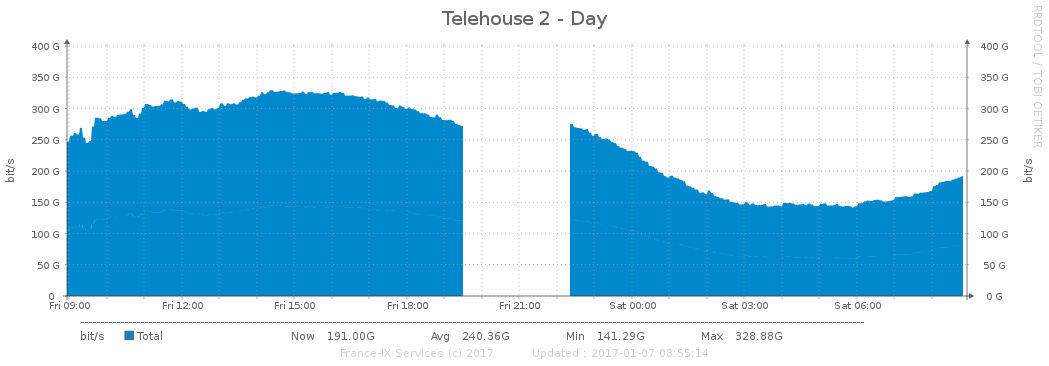 Telehouse 2 - Day
RRDTOOL / TOBI OETIKER
400 G 400 G
350 G 350 G
300 G 300 G
250 G 250 G
200 G 200 G
150 G 150 G
100 G 100 G
50 G 50 G
0 0 G
bit/s bit/s
Fri 09:00 Fri 12:00 Fri 15:00 Fri 18:00 Fri 21:00 Sat 00:00 Sat 03:00 Sat 06:00
bit/s Total Now 191.00G Avg 240.36G Min 141.29G Max 328.88G
France-IX Services (c) 2017 Updated : 2017-01-07 08:55:14